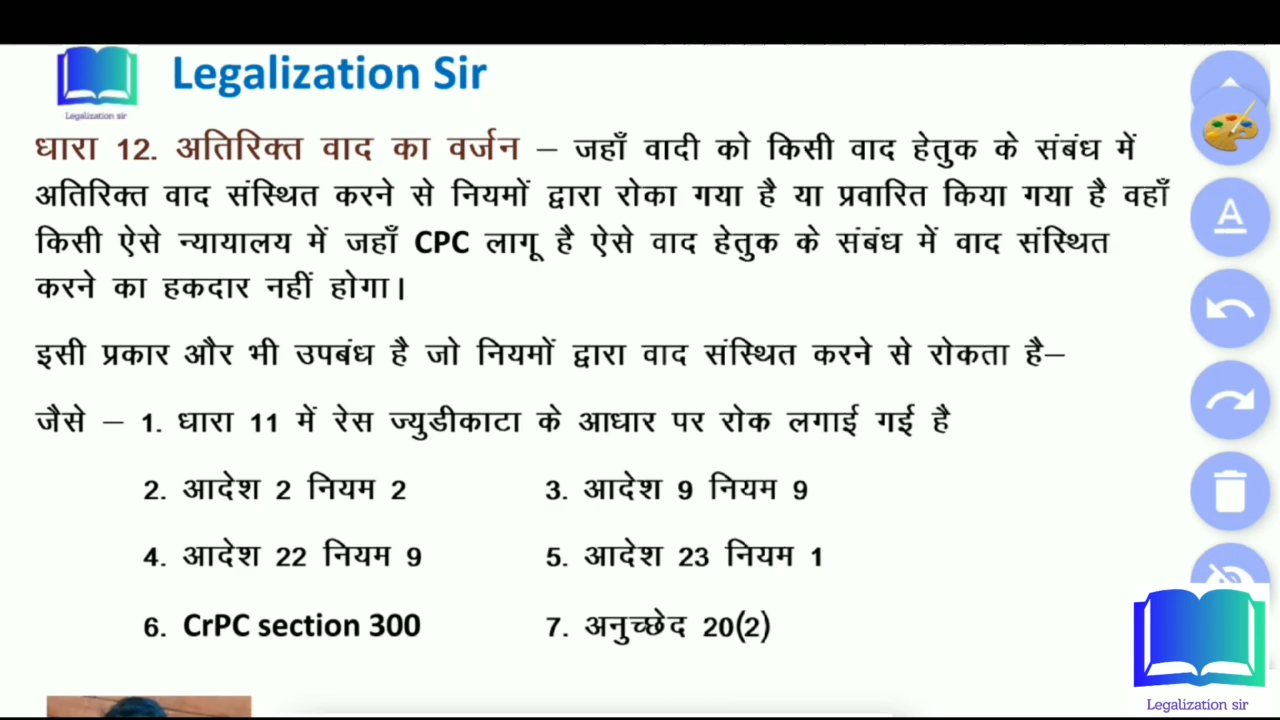 Legalization Sir
Legalization sir
धारा 12. अतिरिक्त वाद का वर्जन – जहाँ वादी को किसी वाद हेतुक के संबंध में
अतिरिक्त वाद संस्थित करने से नियमों द्वारा रोका गया है या प्रवारित किया गया है वहाँ
किसी ऐसे न्यायालय में जहाँ CPC लागू है ऐसे वाद हेतुक के संबंध में वाद संस्थित
करने का हकदार नहीं होगा।
इसी प्रकार और भी उपबंध है जो नियमों द्वारा वाद संस्थित करने से रोकता है–
जैसे – 1. धारा 11 में रेस ज्युडीकाटा के आधार पर रोक लगाई गई है
2. आदेश 2 नियम 2 3. आदेश 9 नियम 9
4. आदेश 22 नियम 9 5. आदेश 23 नियम 1
6. CrPC section 300 7. अनुच्छेद 20(2)
A
Legalization sir